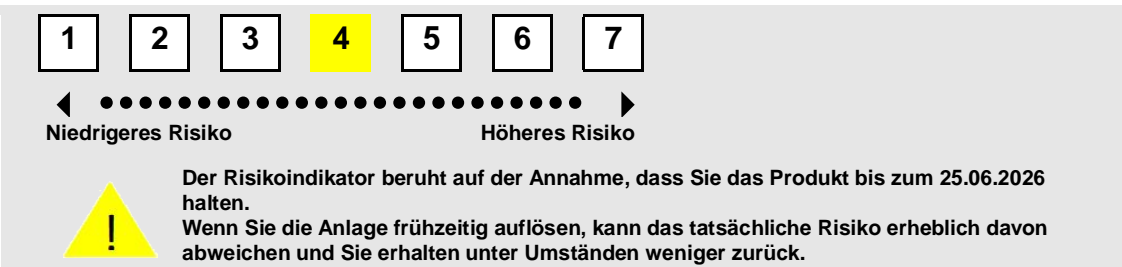 1 2 3 4 5 6 7
Niedrigeres Risiko Höheres Risiko
Der Risikoindikator beruht auf der Annahme, dass Sie das Produkt bis zum 25.06.2026
halten.
Wenn Sie die Anlage frühzeitig auflösen, kann das tatsächliche Risiko erheblich davon
abweichen und Sie erhalten unter Umständen weniger zurück.
!